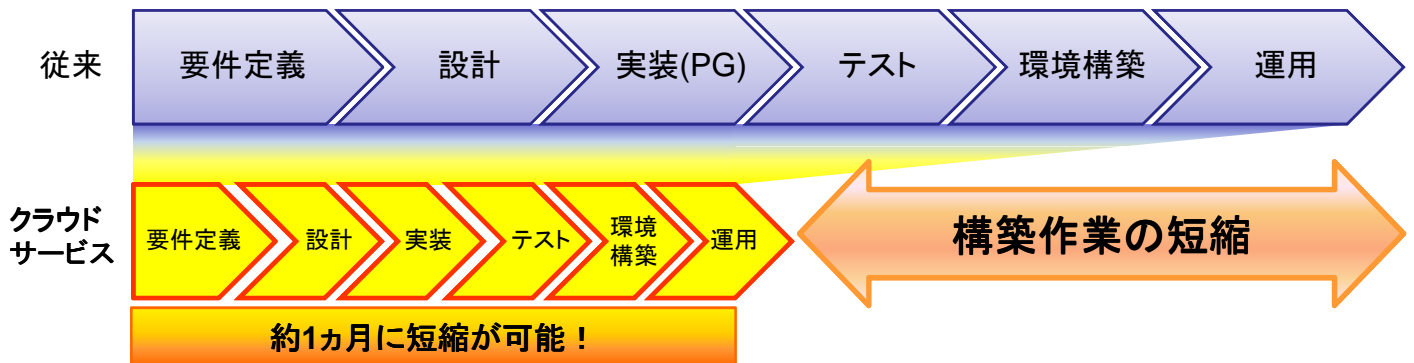 従来
要件定義
設計
実装(PG)
テスト
環境構築
運用
クラウド
サービス
要件定義
設計
実装
テスト
環境
構築
運用
構築作業の短縮
約1ヵ月に短縮が可能！